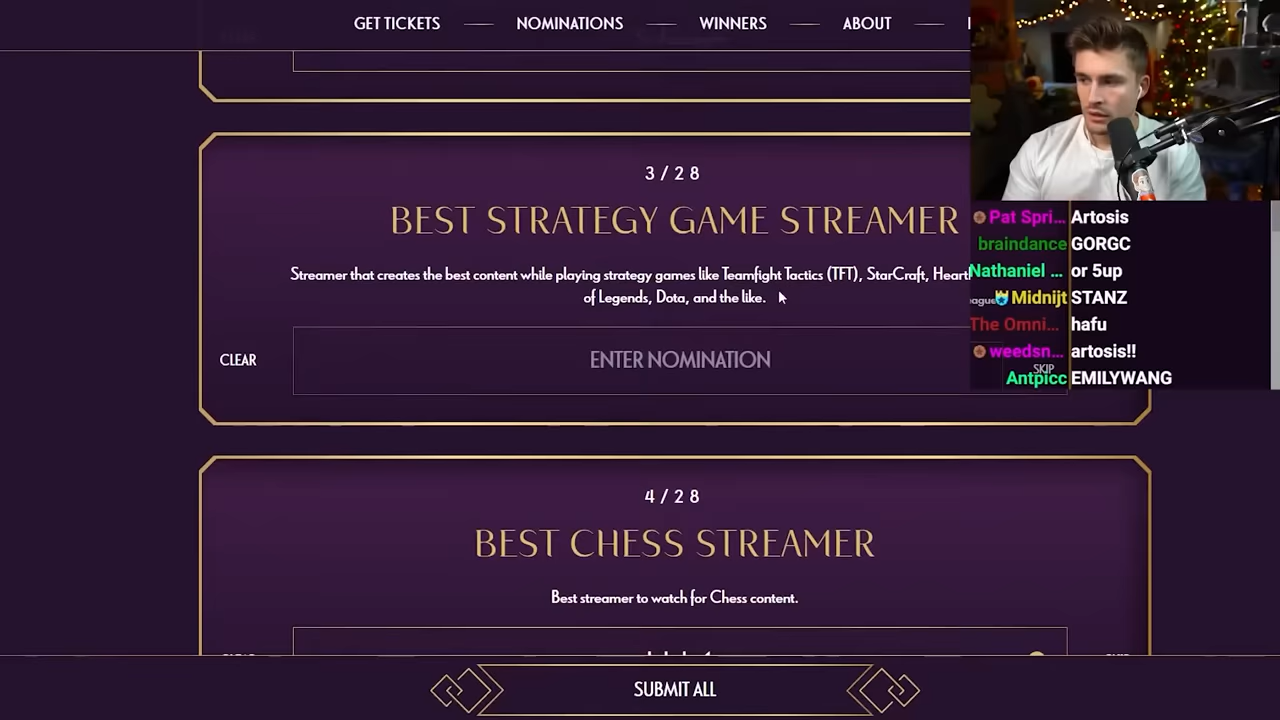 GET TICKETS
NOMINATIONS
WINNERS
ABOUT
3/28
BEST STRATEGY GAME STREAMER
Streamer that creates the best content while playing strategy games like Teamfight Tactics (TFT), StarCraft,
of Legends, Dota, and the like.
CLEAR
ENTER NOMINATION
SKIP
Pat Spri... Artosis
braindance GORGC
Nathaniel ... or 5up
Midnijt STANZ
The Omni... hafu
weedsn... artosis!!
Antpicc EMILYWANG
4/28
BEST CHESS STREAMER
Best streamer to watch for Chess content.
SUBMIT ALL